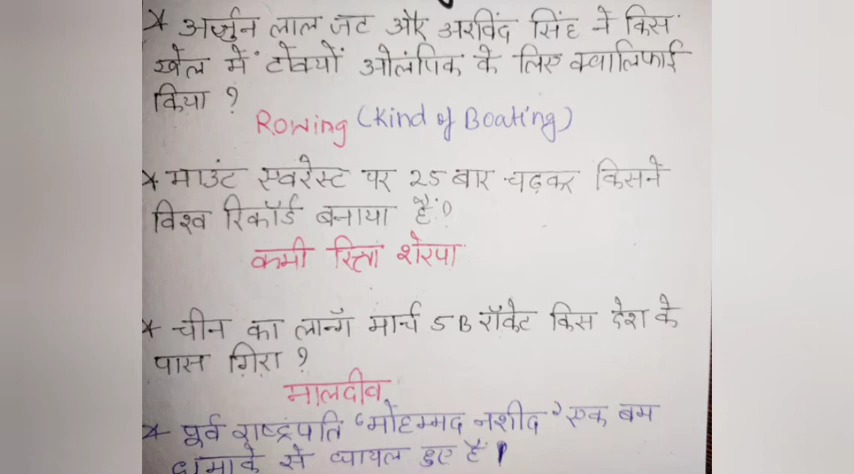 * अर्जुन लाल जट और अरविंद सिंह ने किस
खेल में टोक्यों ओलंपिक के लिए क्वालिफाई
किया ?
Rowing (Kind of Boating)
* माउंट एवरेस्ट पर 25 बार चढ़कर किसने
विश्व रिकॉर्ड बनाया है?
कमी रिता शेरपा
* चीन का लान्ग मार्च 5B रॉकेट किस देश के
पास गिरा ?
मालदीव
* पूर्व राष्ट्रपति 'मोहम्मद नशीद' एक बम
धमाके से घायल हुए हैं।